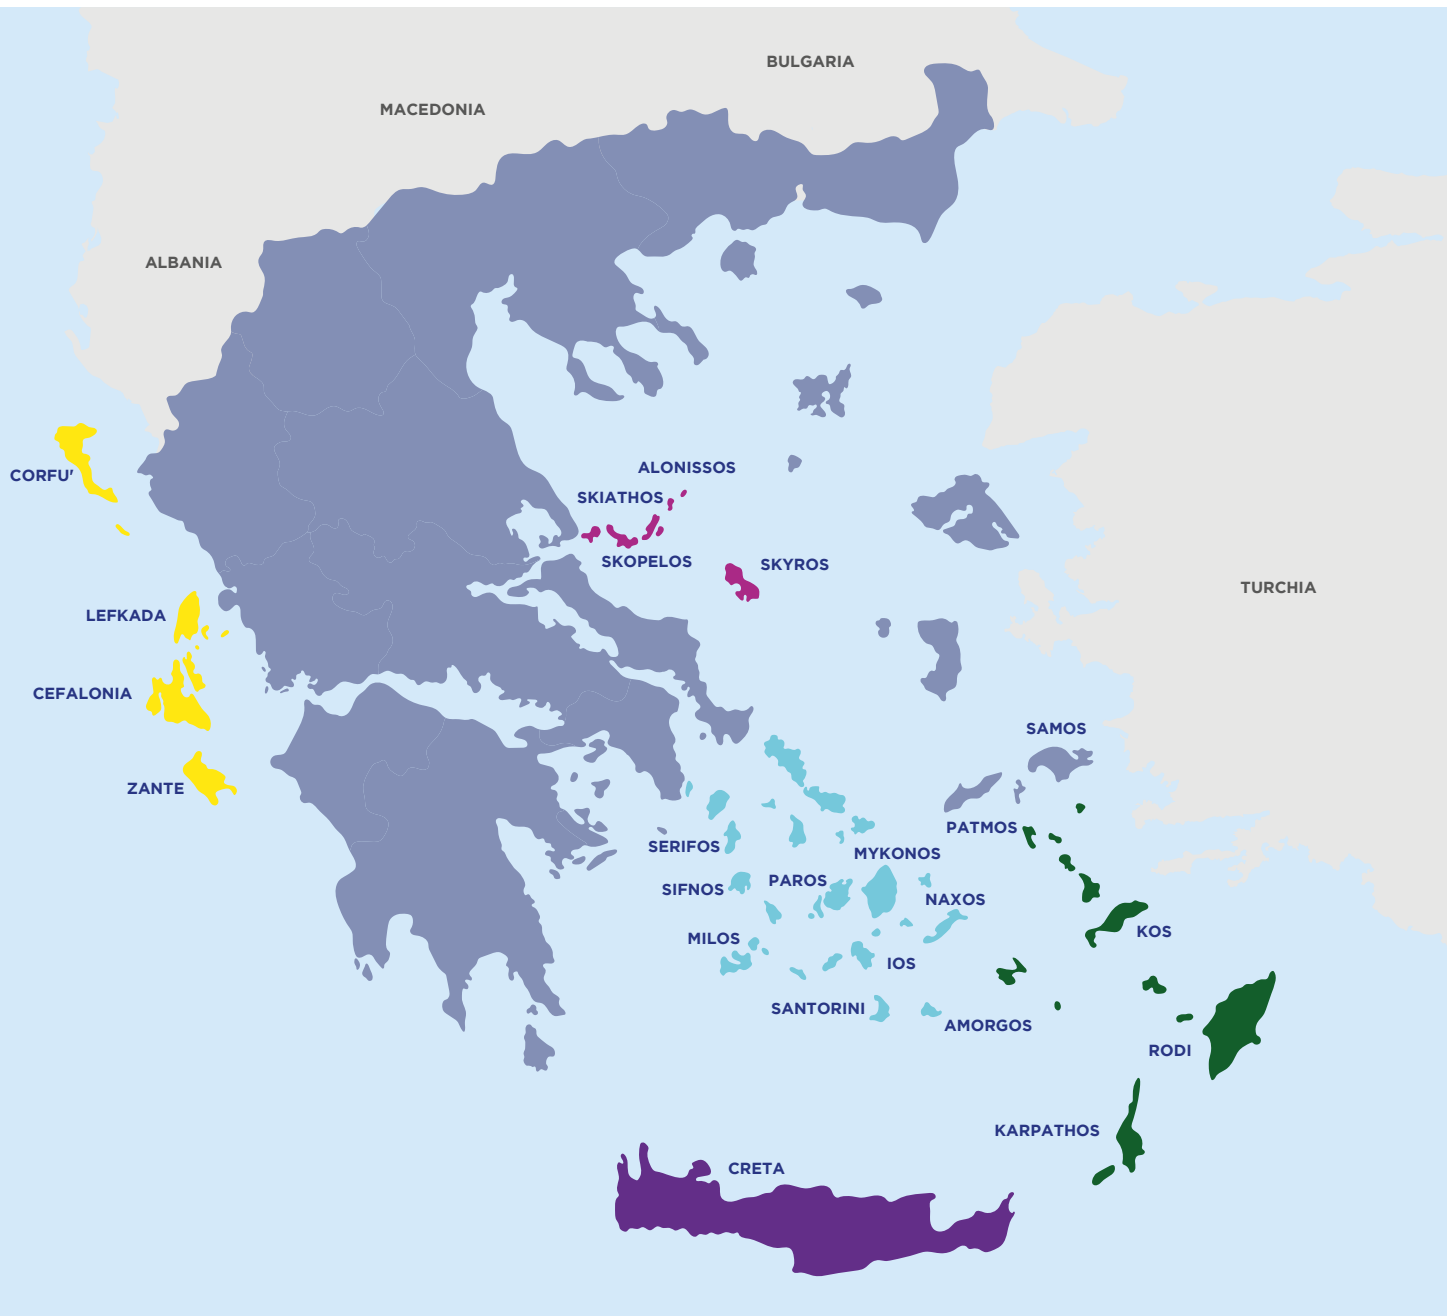 BULGARIA
MACEDONIA
ALBANIA
ALONISSOS
CORFU'
SKIATHOS
SKOPELOS
SKYROS
TURCHIA
LEFKADA
CEFALONIA
SAMOS
ZANTE
PATMOS
SERIFOS
MYKONOS
PAROS
SIFNOS
NAXOS
KOS
MILOS
IOS
SANTORINI
AMORGOS
RODI
KARPATHOS
CRETA